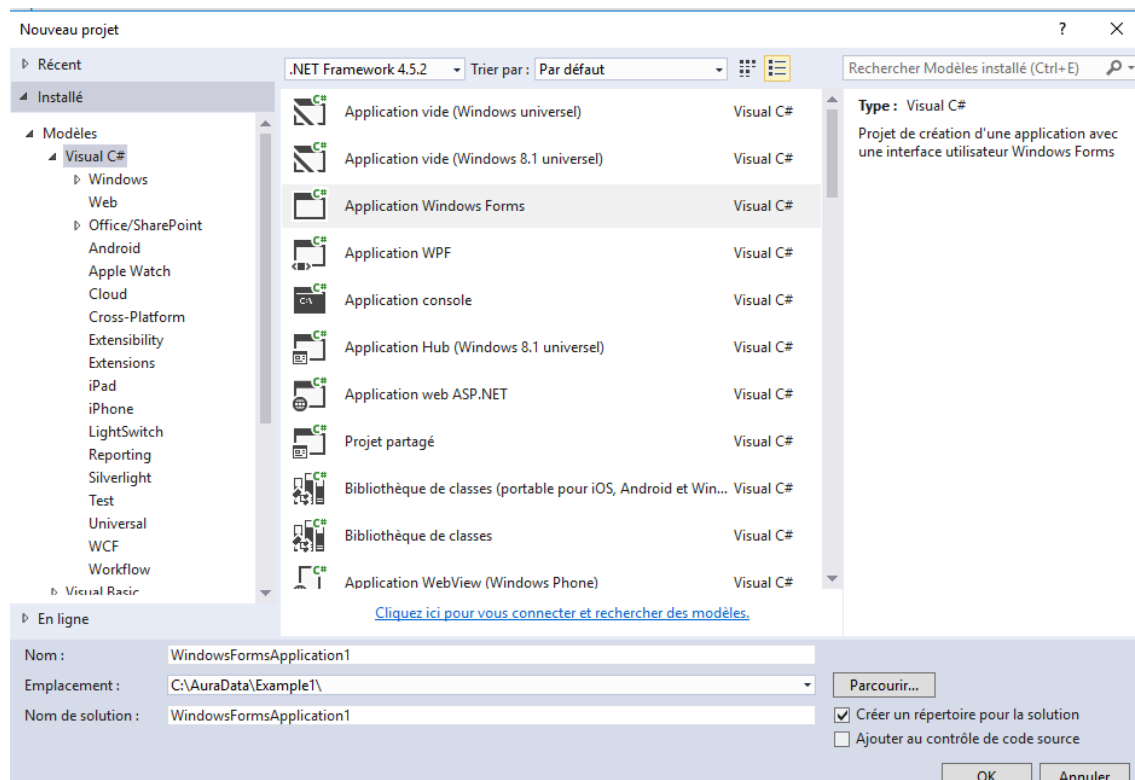 Nouveau projet
?
Récent
Installé
Modèles
Visual C#
Windows
Web
Office/SharePoint
Android
Apple Watch
Cloud
Cross-Platform
Extensibility
Extensions
iPad
iPhone
LightSwitch
Reporting
Silverlight
Test
Universal
WCF
Workflow
Visual Basic
En ligne
.NET Framework 4.5.2 Trier par : Par défaut
Application vide (Windows universel) Visual C#
Application vide (Windows 8.1 universel) Visual C#
Application Windows Forms Visual C#
Application WPF Visual C#
Application console Visual C#
Application Hub (Windows 8.1 universel) Visual C#
Application web ASP.NET Visual C#
Projet partagé Visual C#
Bibliothèque de classes (portable pour iOS, Android et Win... Visual C#
Bibliothèque de classes Visual C#
Application WebView (Windows Phone) Visual C#
Cliquez ici pour vous connecter et rechercher des modèles.
Rechercher Modèles installé (Ctrl+E)
Type : Visual C#
Projet de création d'une application avec
une interface utilisateur Windows Forms
Nom : WindowsFormsApplication1
Emplacement : C:\AuraData\Example1\ Parcourir...
Nom de solution : WindowsFormsApplication1
Créer un répertoire pour la solution
Ajouter au contrôle de code source
OK Annuler